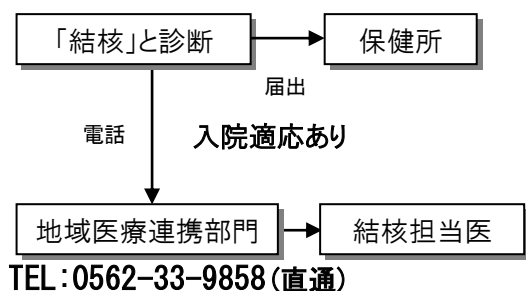 「結核」と診断
保健所
届出
電話
入院適応あり
地域医療連携部門
結核担当医
TEL:0562-33-9858(直通)